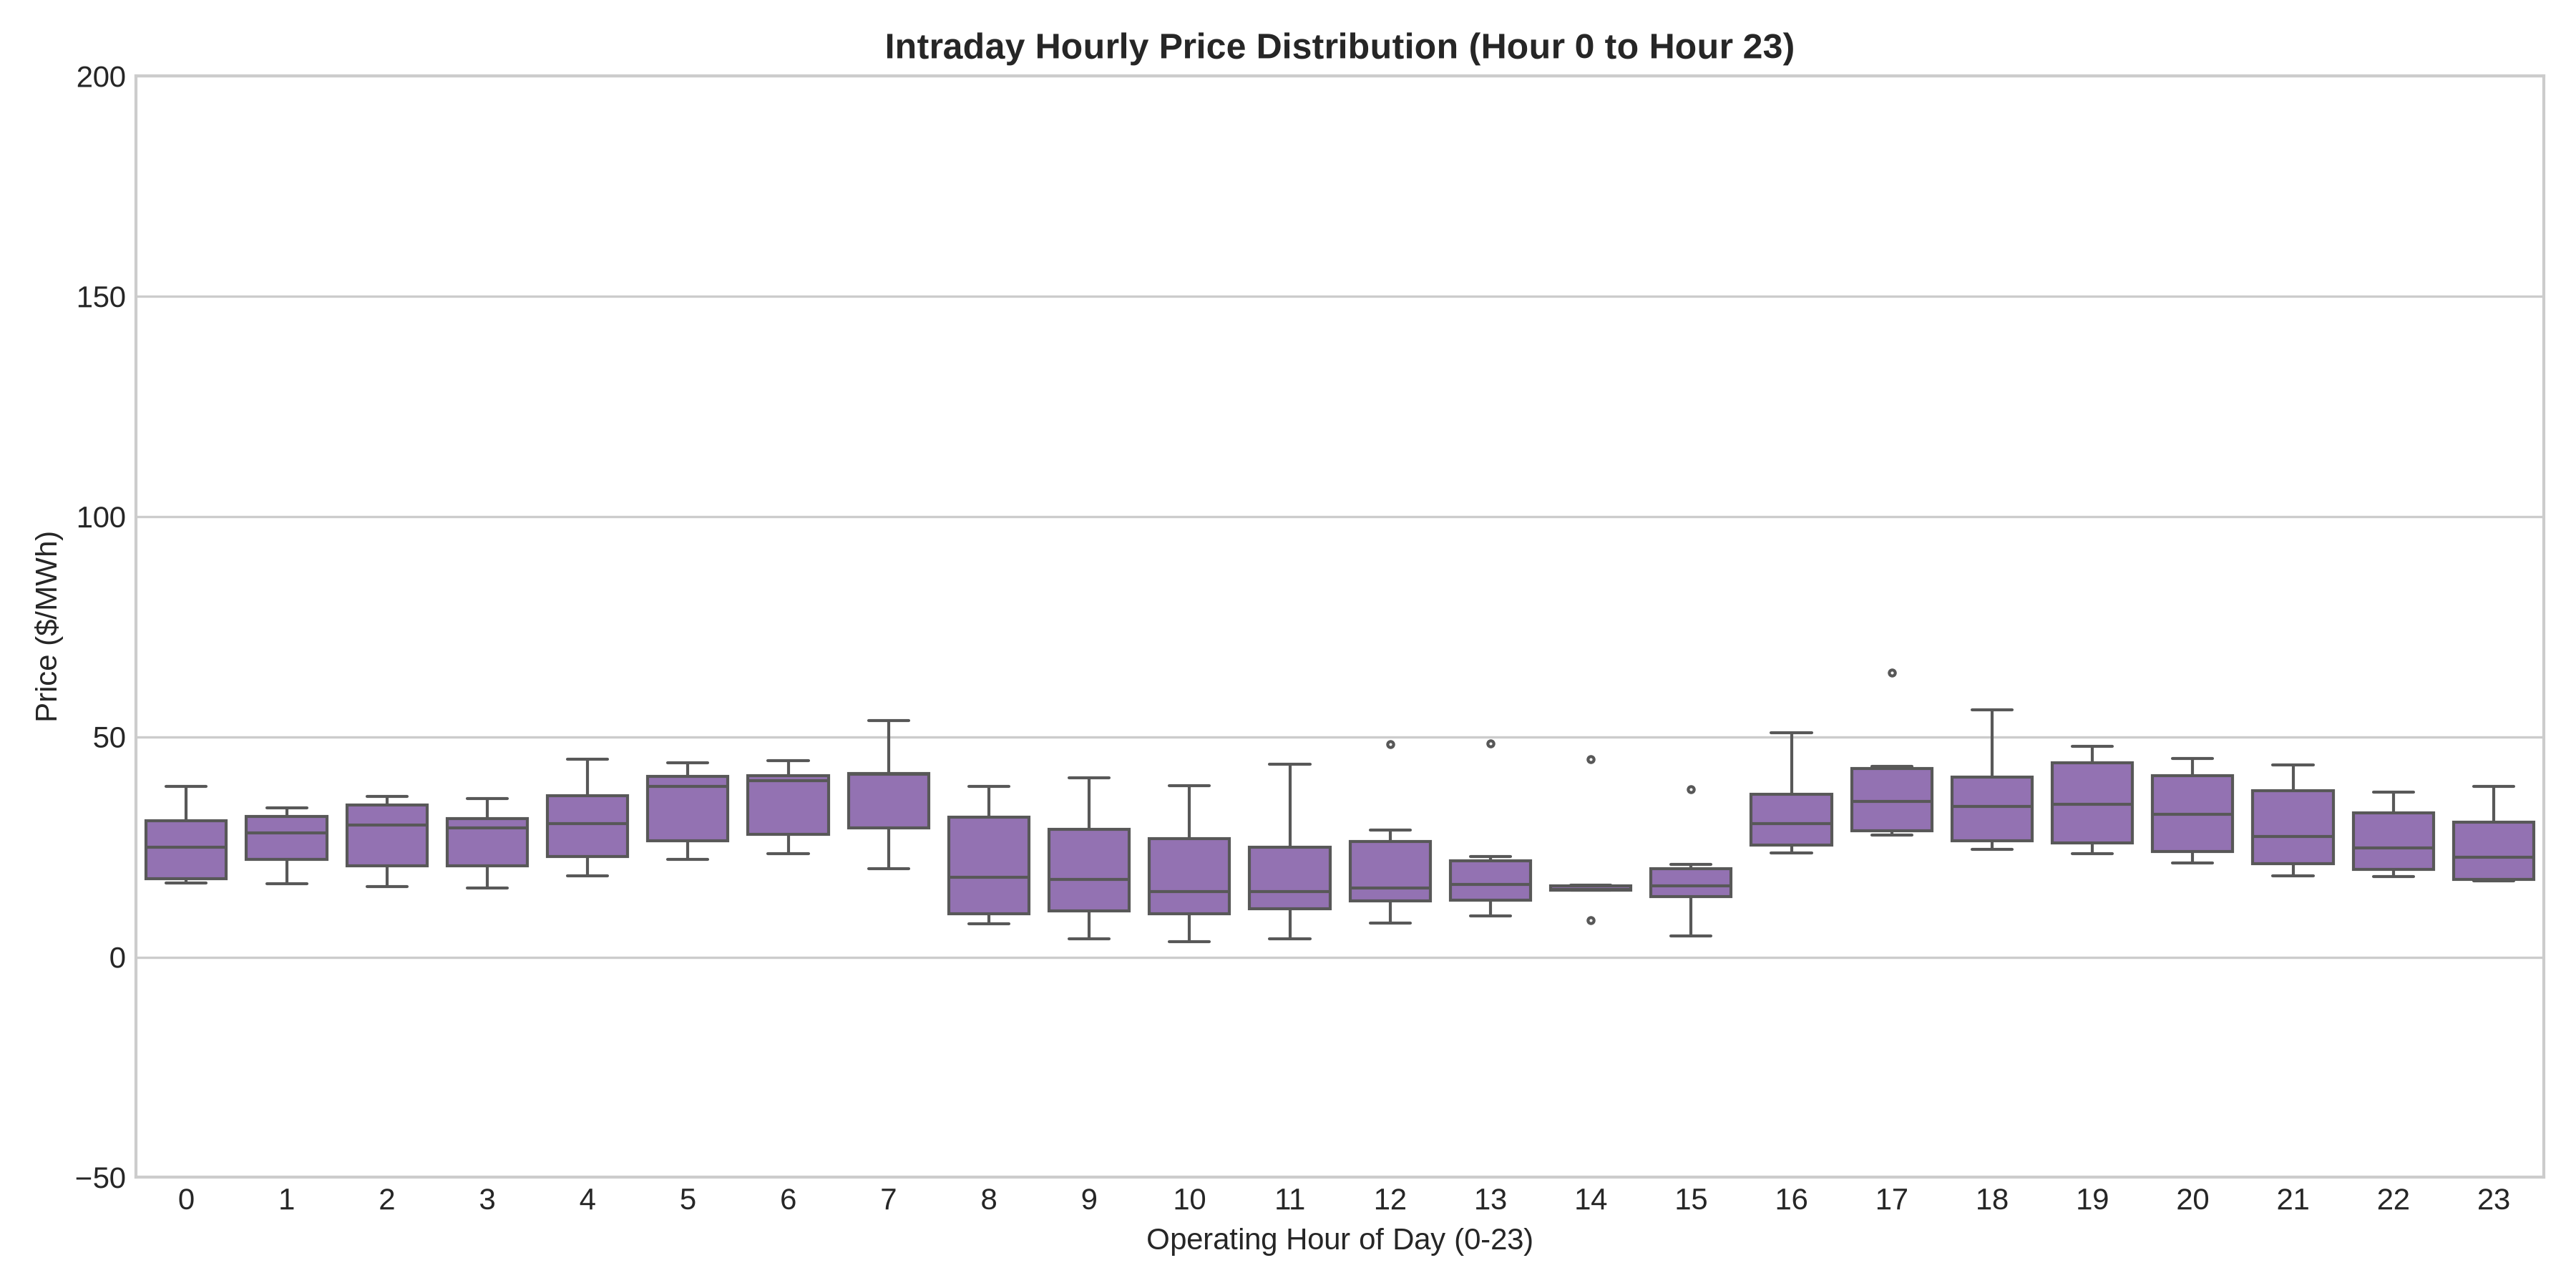 Intraday Hourly Price Distribution (Hour 0 to Hour 23)
200
150
100
50
0
−50
Price ($/MWh)
0 1 2 3 4 5 6 7 8 9 10 11 12 13 14 15 16 17 18 19 20 21 22 23
Operating Hour of Day (0-23)